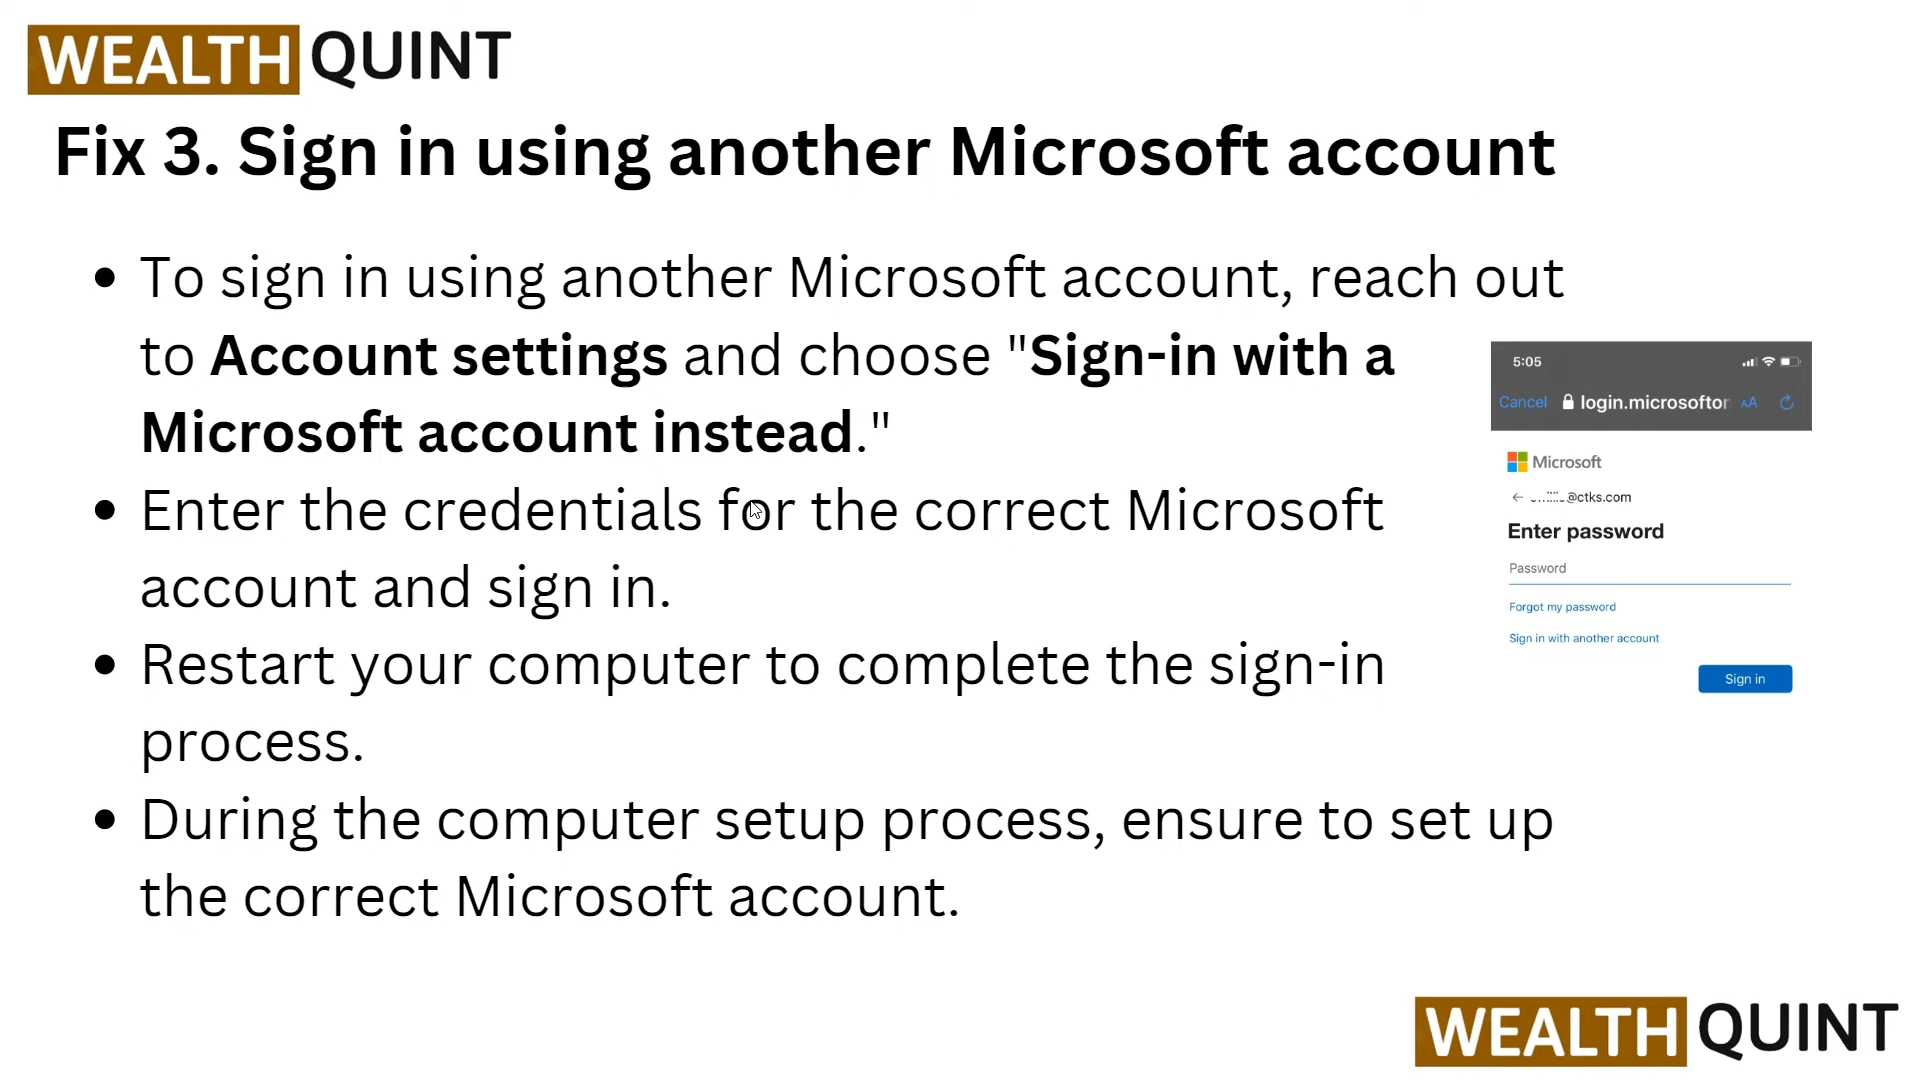 WEALTH QUINT
Fix 3. Sign in using another Microsoft account
• To sign in using another Microsoft account, reach out
to Account settings and choose "Sign-in with a
Microsoft account instead."
• Enter the credentials for the correct Microsoft
account and sign in.
• Restart your computer to complete the sign-in
process.
• During the computer setup process, ensure to set up
the correct Microsoft account.
5:05
Cancel login.microsofton AA
Microsoft
@ctks.com
Enter password
Password
Forgot my password
Sign in with another account
Sign in
WEALTH QUINT